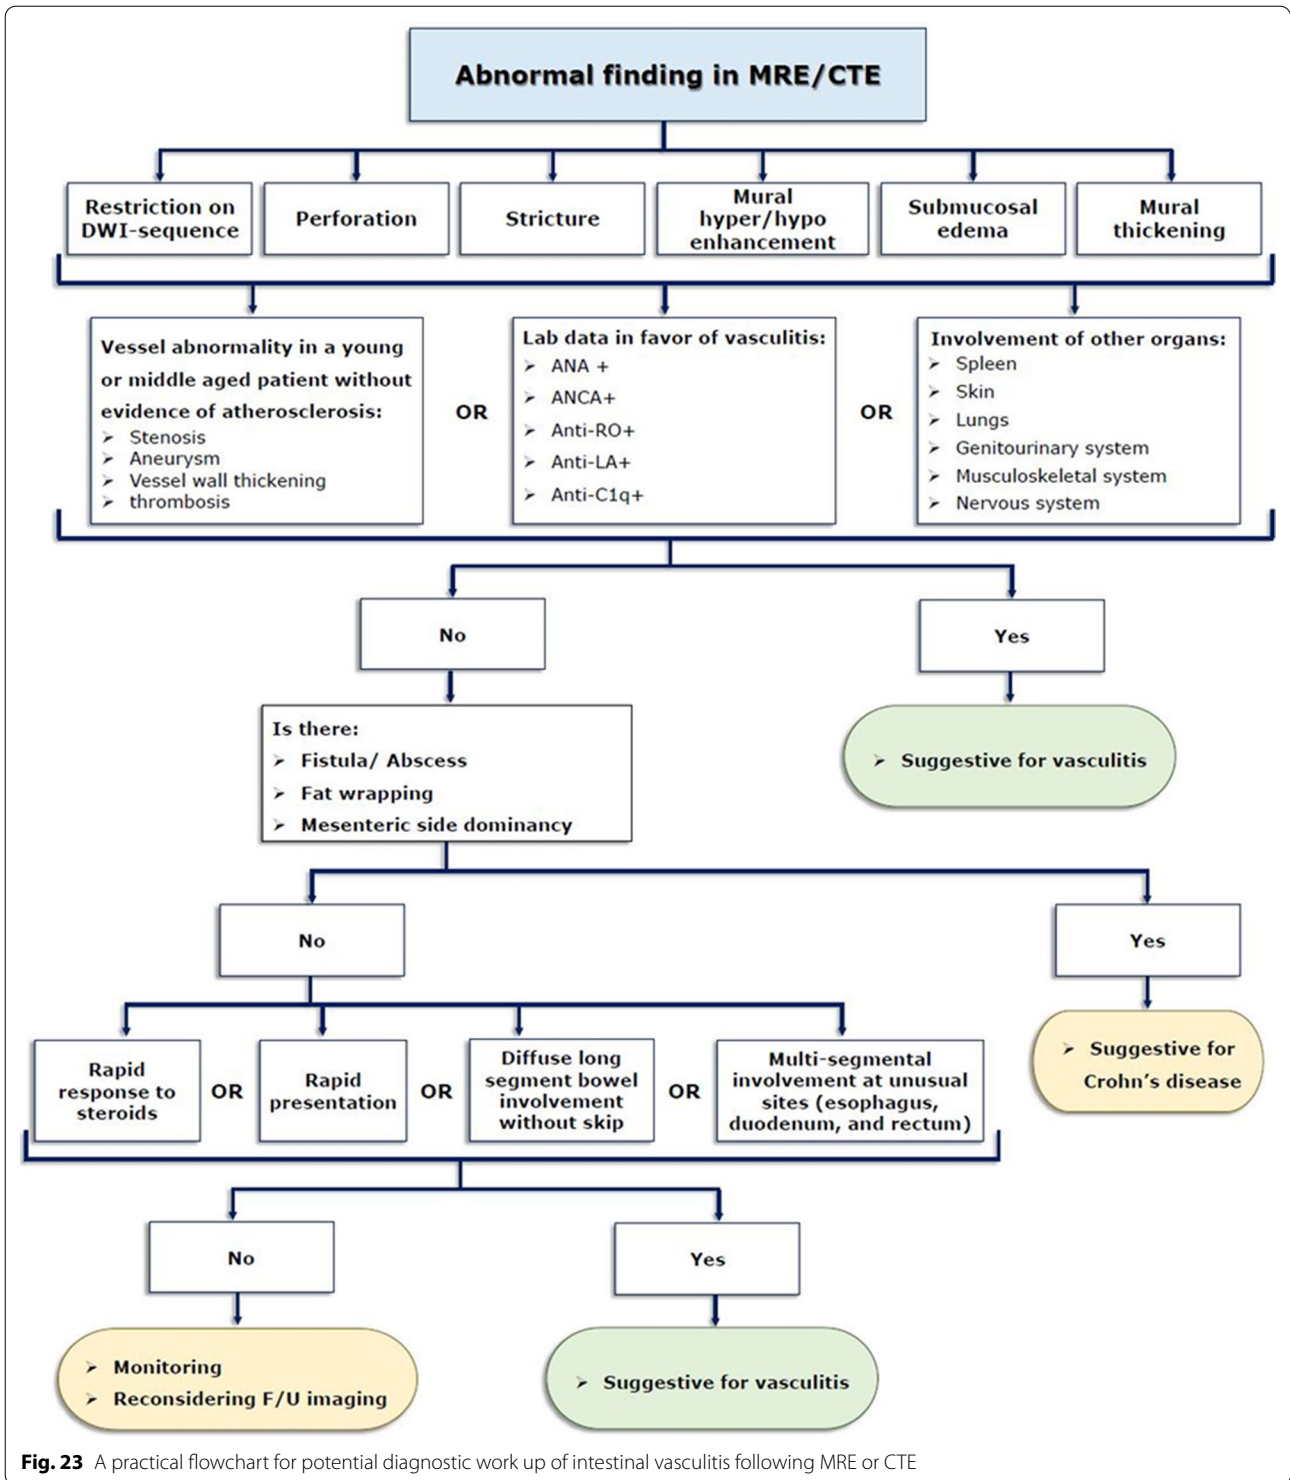 Abnormal finding in MRE/CTE
Restriction on
DWI-sequence
Perforation
Stricture
Mural
hyper/hypo
enhancement
Submucosal
edema
Mural
thickening
Vessel abnormality in a young
or middle aged patient without
evidence of atherosclerosis:
➢ Stenosis
➢ Aneurysm
➢ Vessel wall thickening
➢ thrombosis
OR
Lab data in favor of vasculitis:
➢ ANA +
➢ ANCA+
➢ Anti-RO+
➢ Anti-LA+
➢ Anti-C1q+
OR
Involvement of other organs:
➢ Spleen
➢ Skin
➢ Lungs
➢ Genitourinary system
➢ Musculoskeletal system
➢ Nervous system
No
Yes
Is there:
➢ Fistula/ Abscess
➢ Fat wrapping
➢ Mesenteric side dominancy
➢ Suggestive for vasculitis
No
Yes
Rapid
response to
steroids
OR
Rapid
presentation
OR
Diffuse long
segment bowel
involvement
without skip
OR
Multi-segmental
involvement at unusual
sites (esophagus,
duodenum, and rectum)
➢ Suggestive for
Crohn's disease
No
Yes
➢ Monitoring
➢ Reconsidering F/U imaging
➢ Suggestive for vasculitis
Fig. 23 A practical flowchart for potential diagnostic work up of intestinal vasculitis following MRE or CTE